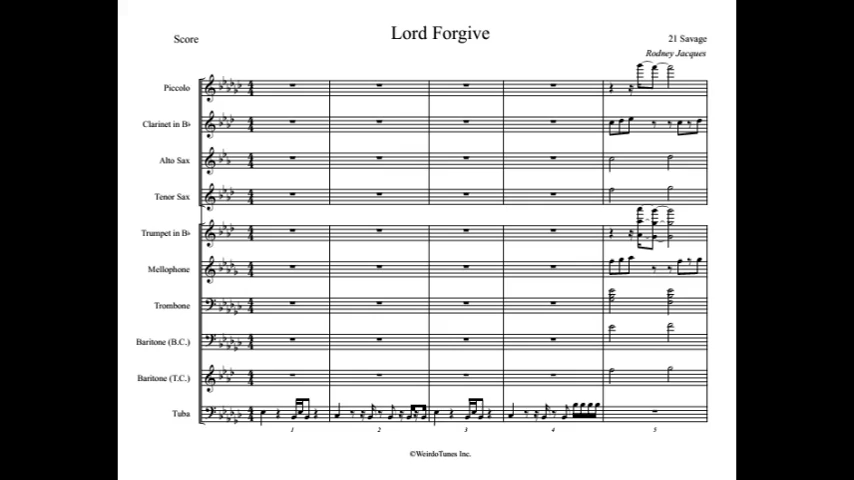 Lord Forgive
Score
21 Savage
Rodney Jacques
Piccolo
Clarinet in B♭
Alto Sax
Tenor Sax
Trumpet in B♭
Mellophone
Trombone
Baritone (B.C.)
Baritone (T.C.)
Tuba
1 2 3 4 5
©WeirdoTunes Inc.